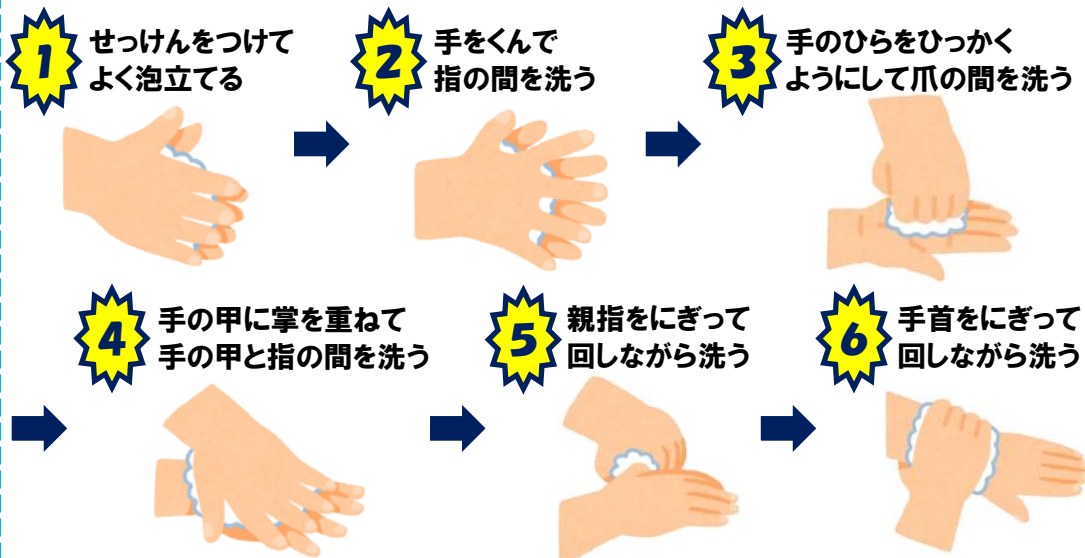 1
せっけんをつけて
よく泡立てる
2
手をくんで
指の間を洗う
3
手のひらをひっかく
ようにして爪の間を洗う
4
手の甲に掌を重ねて
手の甲と指の間を洗う
5
親指をにぎって
回しながら洗う
6
手首をにぎって
回しながら洗う